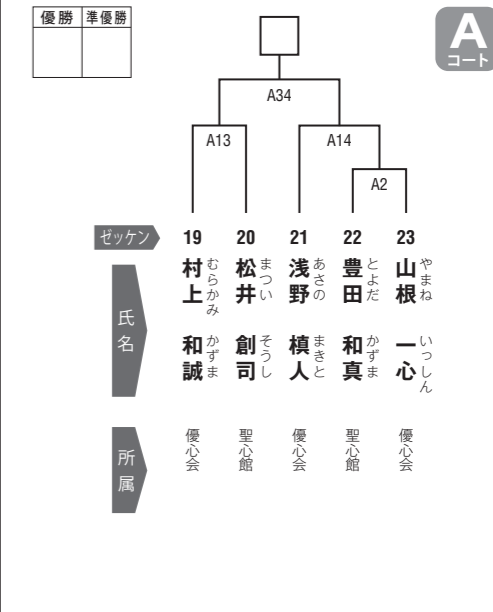 優勝 準優勝
A
コート
A34
A13 A14
A2
ゼッケン 19 20 21 22 23
氏名
村上 和誠 むらかみ かずま
松井 創司 まつい そうし
浅野 槙人 あさの まきと
豊田 和真 とよだ かずま
山根 一心 やまね いっしん
所属
優心会
聖心館
優心会
聖心館
優心会